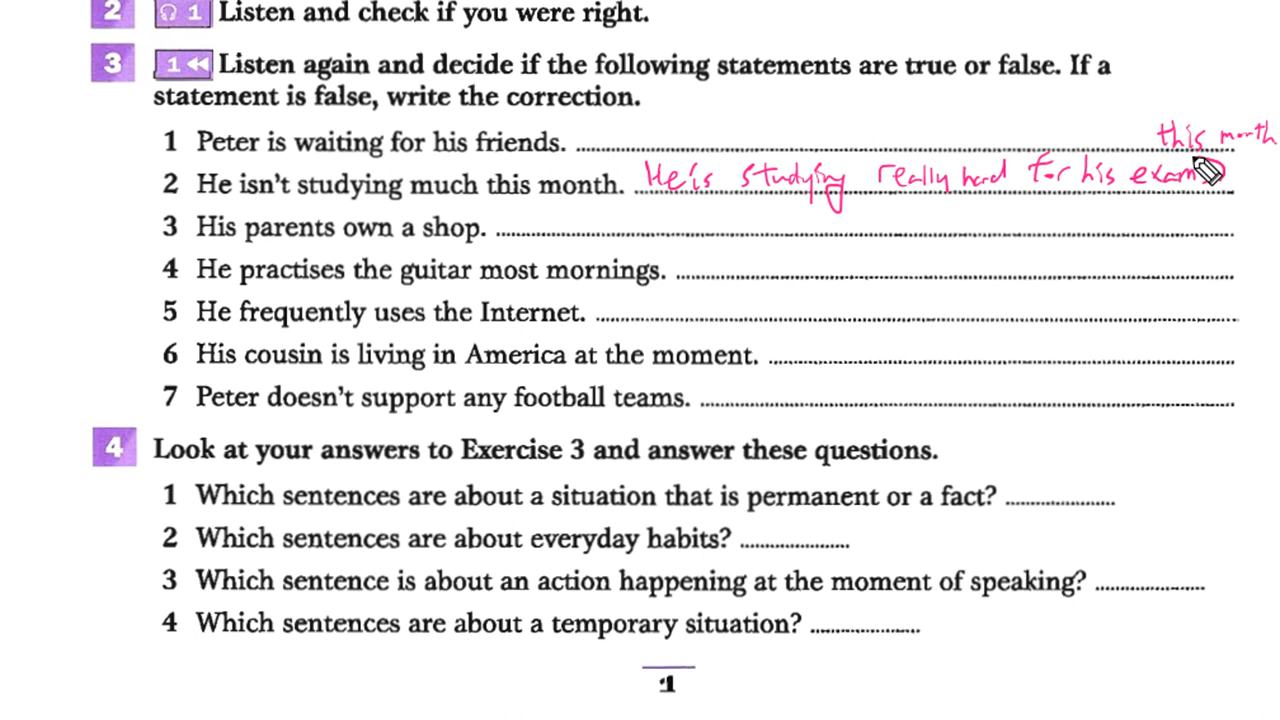 2 1 Listen and check if you were right.
3 1 Listen again and decide if the following statements are true or false. If a
statement is false, write the correction.
1 Peter is waiting for his friends. ........ this month
2 He isn't studying much this month. He is studying really hard for his exams
3 His parents own a shop. ........
4 He practises the guitar most mornings. ........
5 He frequently uses the Internet. ........
6 His cousin is living in America at the moment. ........
7 Peter doesn't support any football teams. ........
4 Look at your answers to Exercise 3 and answer these questions.
1 Which sentences are about a situation that is permanent or a fact? ........
2 Which sentences are about everyday habits? ........
3 Which sentence is about an action happening at the moment of speaking? ........
4 Which sentences are about a temporary situation? ........
1